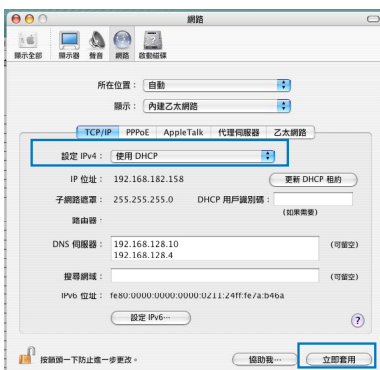 網路
顯示全部 顯示器 聲音 網路 啟動磁碟
所在位置： 自動
顯示： 內建乙太網路
TCP/IP PPPoE AppleTalk 代理伺服器 乙太網路
設定 IPv4： 使用 DHCP
IP 位址： 192.168.182.158 更新 DHCP 租約
子網路遮罩： 255.255.255.0 DHCP 用戶識別碼：
(如果需要)
路由器：
DNS 伺服器： 192.168.128.10 (可留空)
192.168.128.4
搜尋網域： (可留空)
IPv6 位址： fe80:0000:0000:0000:0211:24ff:fe7a:b46a
設定 IPv6⋯ ?
按鎖頭一下防止進一步更改。 協助我⋯ 立即套用